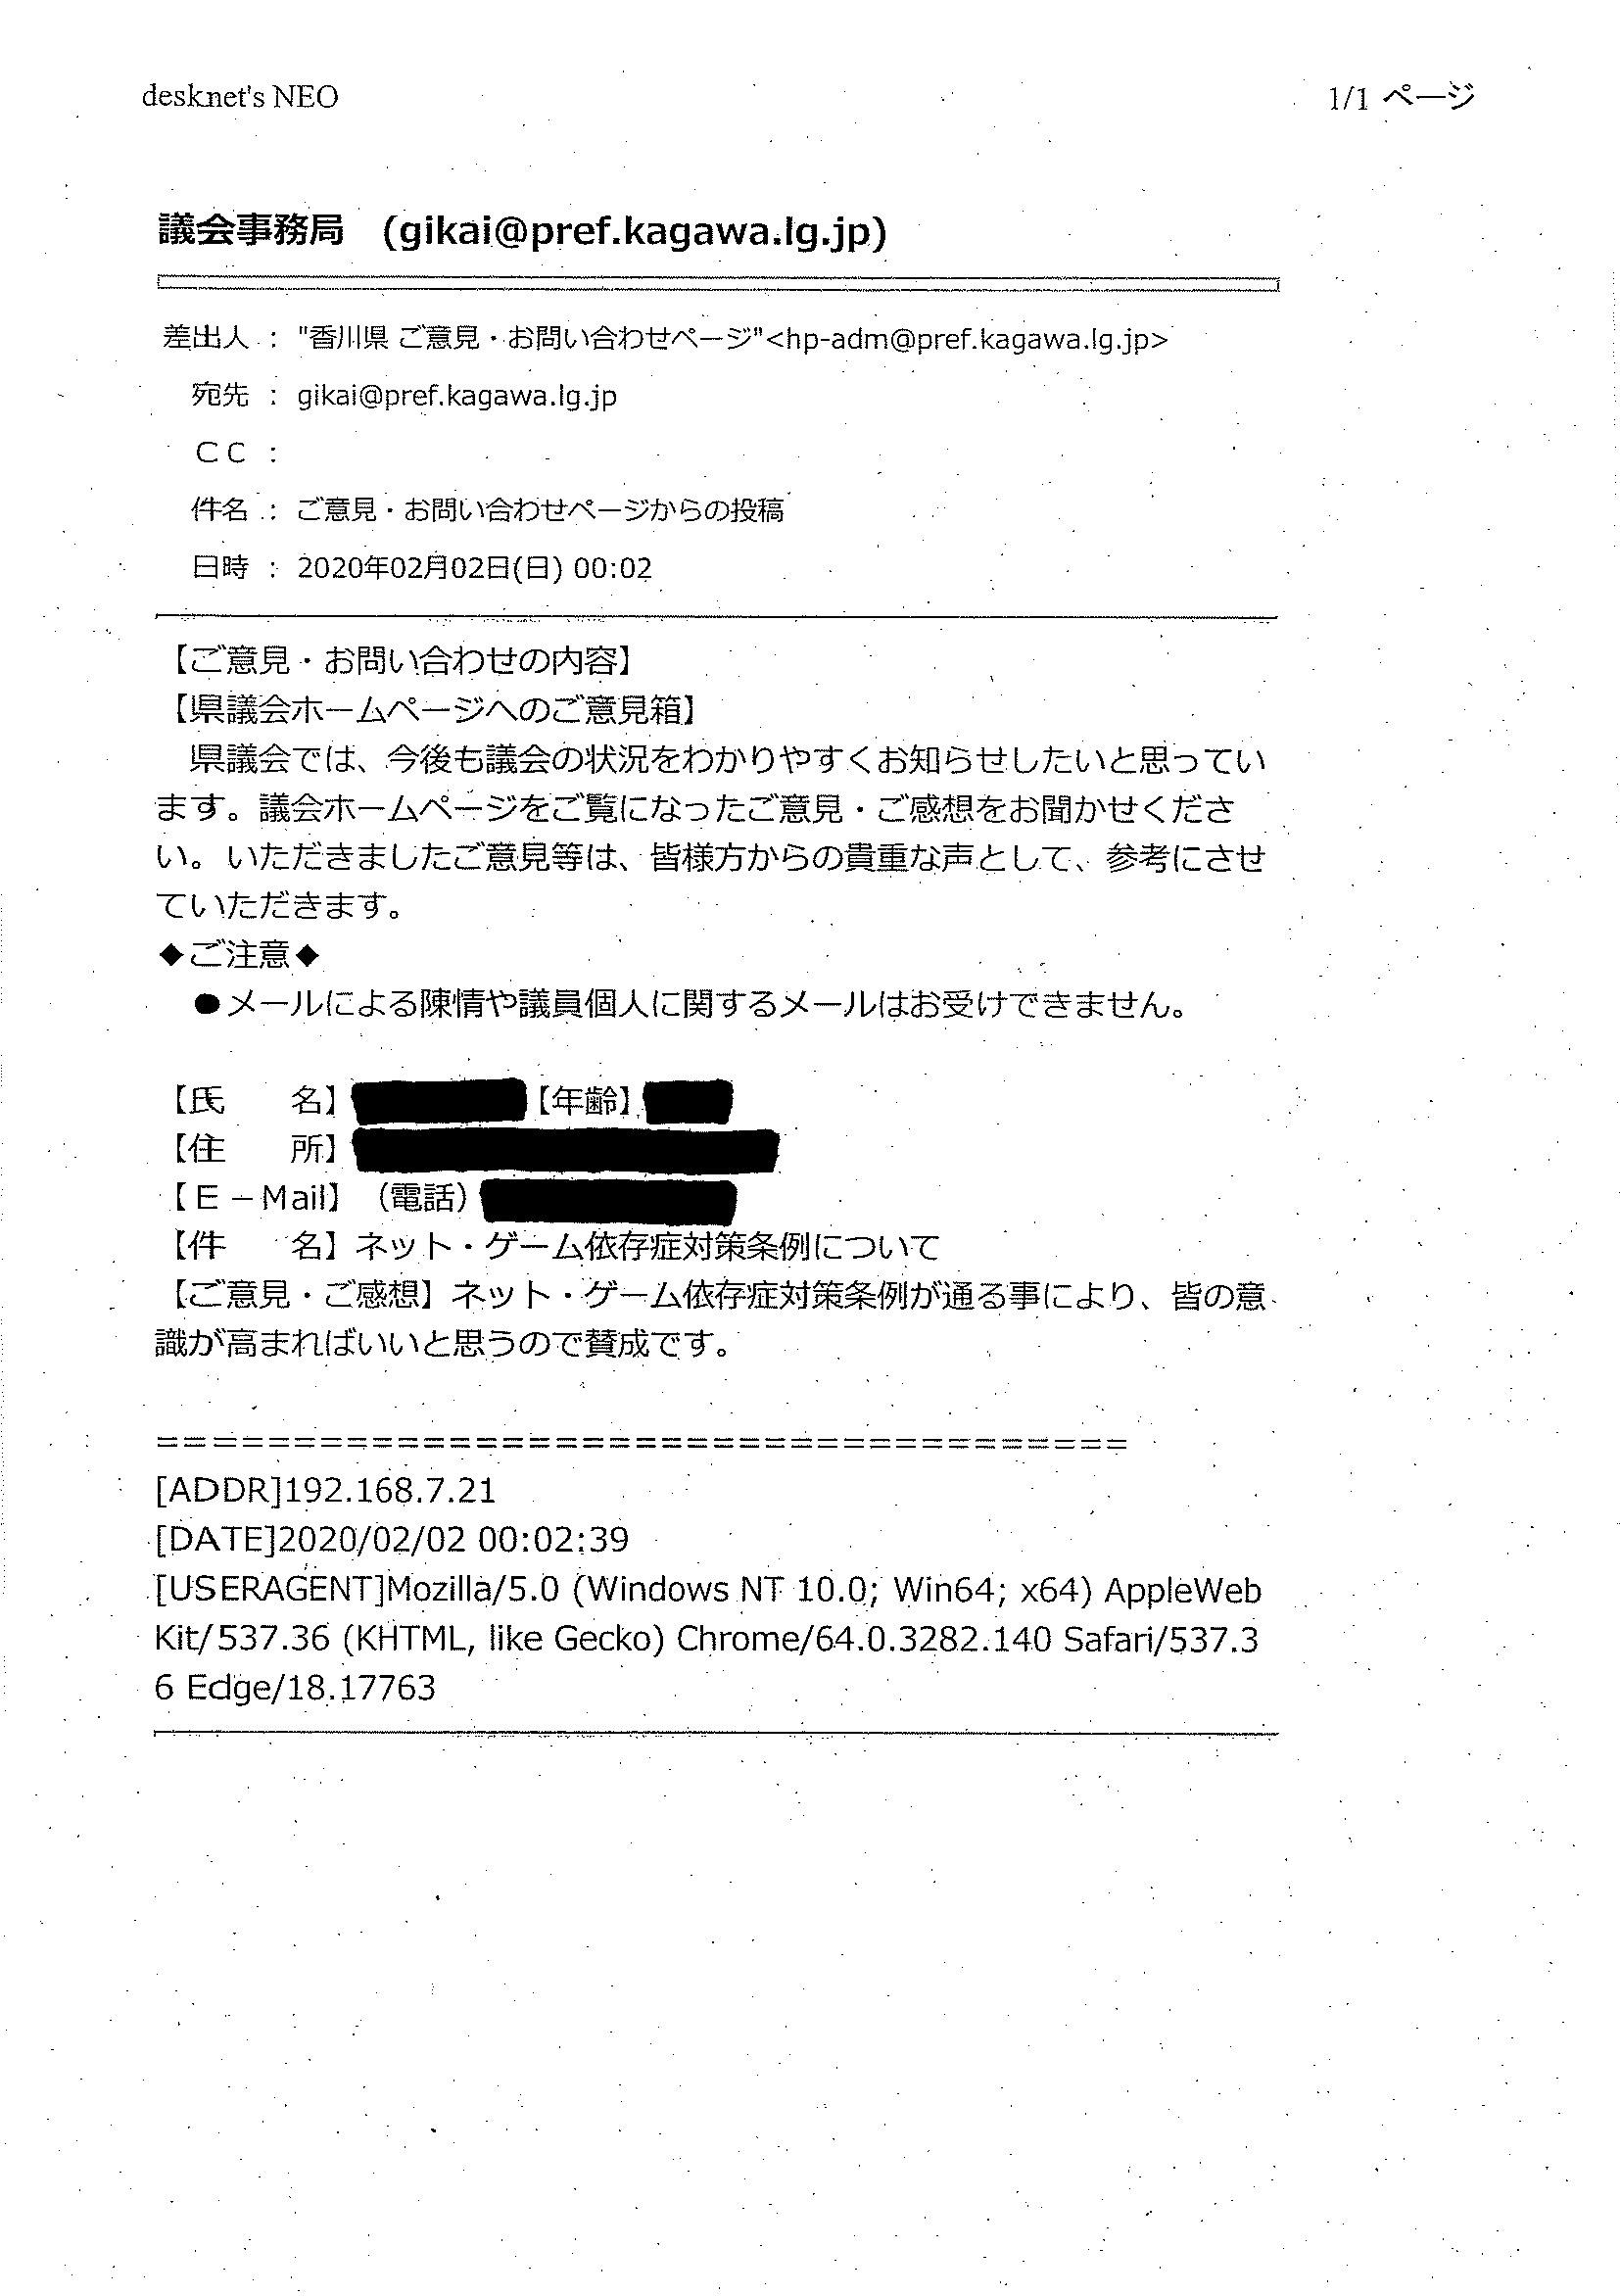 desknet's NEO
1/1 ページ
議会事務局 (gikai@pref.kagawa.lg.jp)
差出人 : "香川県 ご意見・お問い合わせページ"<hp-adm@pref.kagawa.lg.jp>
宛先 : gikai@pref.kagawa.lg.jp
ＣＣ :
件名 : ご意見・お問い合わせページからの投稿
日時 : 2020年02月02日(日) 00:02
【ご意見・お問い合わせの内容】
【県議会ホームページへのご意見箱】
　県議会では、今後も議会の状況をわかりやすくお知らせしたいと思ってい
ます。議会ホームページをご覧になったご意見・ご感想をお聞かせくださ
い。いただきましたご意見等は、皆様方からの貴重な声として、参考にさせ
ていただきます。
◆ご注意◆
　●メールによる陳情や議員個人に関するメールはお受けできません。
【氏　　名】【年齢】
【住　　所】
【Ｅ－Mail】（電話）
【件　　名】ネット・ゲーム依存症対策条例について
【ご意見・ご感想】ネット・ゲーム依存症対策条例が通る事により、皆の意
識が高まればいいと思うので賛成です。
=====================================
[ADDR]192.168.7.21
[DATE]2020/02/02 00:02:39
[USERAGENT]Mozilla/5.0 (Windows NT 10.0; Win64; x64) AppleWeb
Kit/537.36 (KHTML, like Gecko) Chrome/64.0.3282.140 Safari/537.3
6 Edge/18.17763